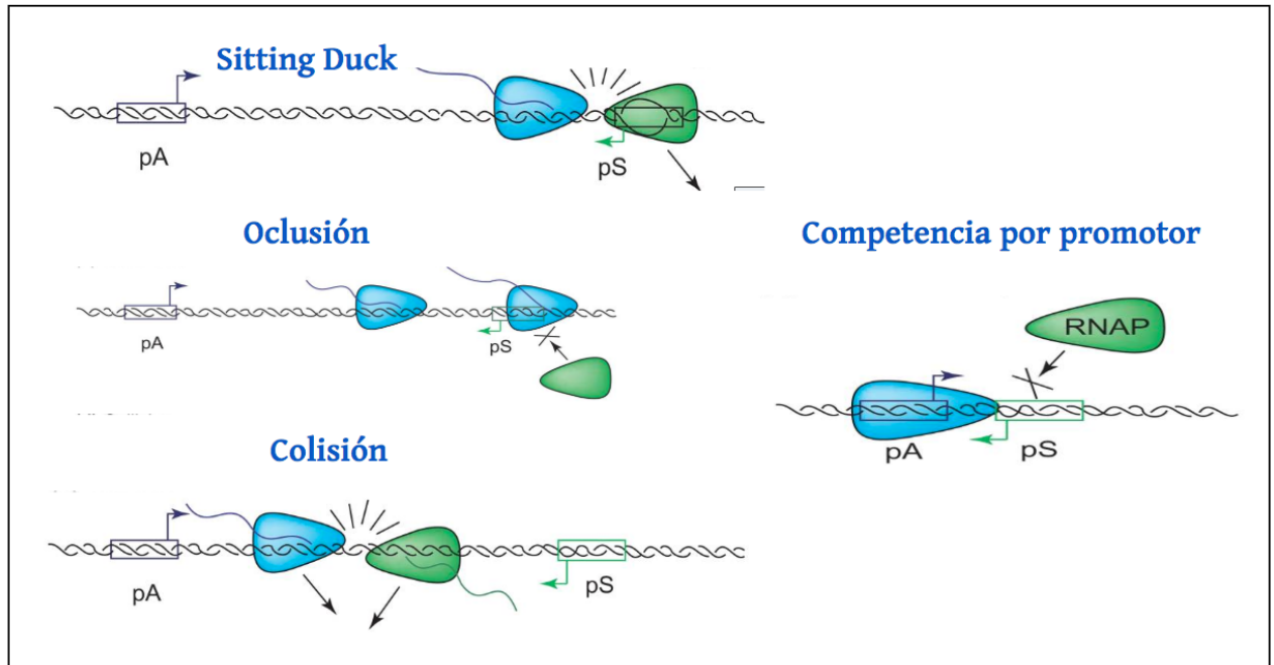 Sitting Duck
pA
pS
Oclusión
pA
pS
Competencia por promotor
RNAP
pA
pS
Colisión
pA
pS